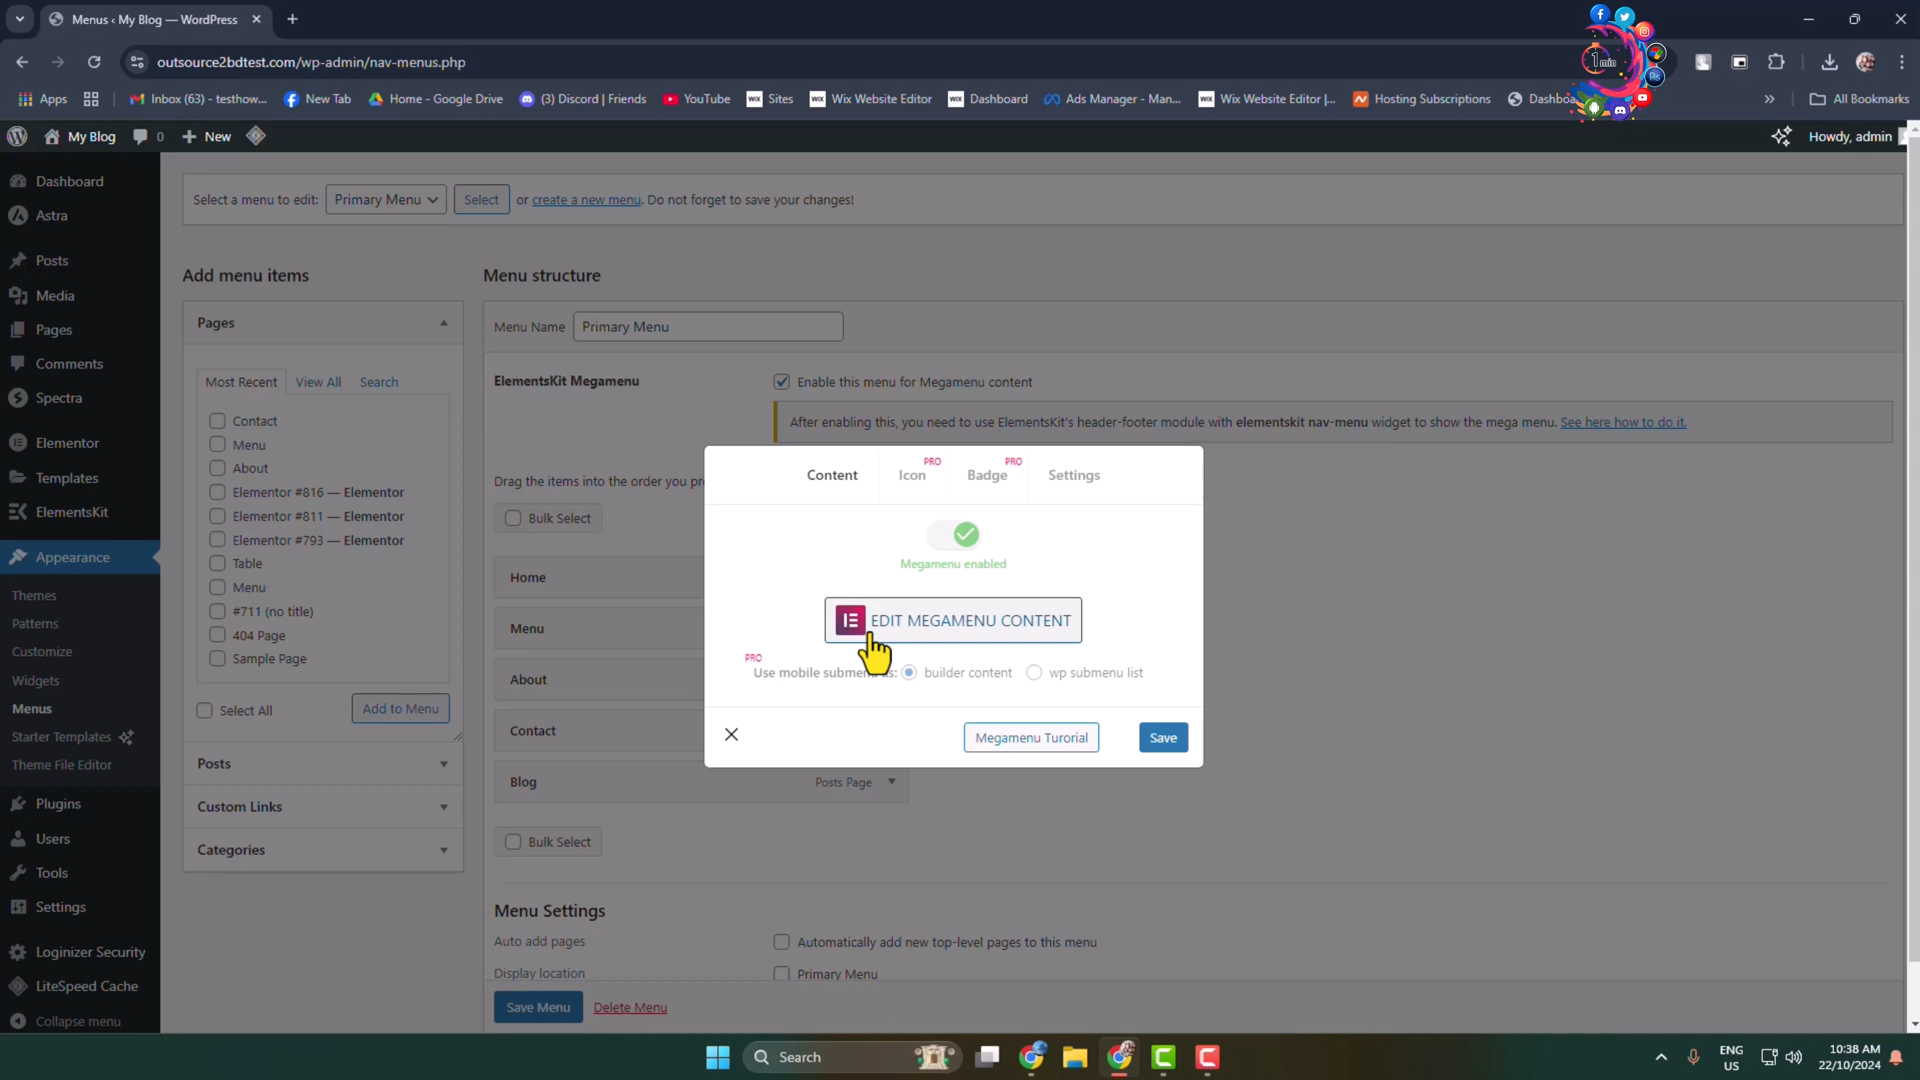 Menus ‹ My Blog — WordPress
outsource2bdtest.com/wp-admin/nav-menus.php
1min
Apps
Inbox (63) - testhow...
New Tab
Home - Google Drive
(3) Discord | Friends
YouTube
Sites
Wix Website Editor
Dashboard
Ads Manager - Man...
Wix Website Editor |...
Hosting Subscriptions
All Bookmarks
My Blog
0
New
Howdy, admin
Dashboard
Astra
Posts
Media
Pages
Comments
Spectra
Elementor
Templates
ElementsKit
Appearance
Themes
Patterns
Customize
Widgets
Menus
Starter Templates
Theme File Editor
Plugins
Users
Tools
Settings
Loginizer Security
LiteSpeed Cache
Collapse menu
Select a menu to edit: Primary Menu Select or create a new menu. Do not forget to save your changes!
Add menu items
Pages
Most Recent View All Search
Contact
Menu
About
Elementor #816 — Elementor
Elementor #811 — Elementor
Elementor #793 — Elementor
Table
Menu
#711 (no title)
404 Page
Sample Page
Select All
Add to Menu
Posts
Custom Links
Categories
Menu structure
Menu Name Primary Menu
ElementsKit Megamenu
Enable this menu for Megamenu content
After enabling this, you need to use ElementsKit's header-footer module with elementskit nav-menu widget to show the mega menu. See here how to do it.
Drag the items into the order you
Bulk Select
Home
Menu
About
Contact
Blog
Posts Page
Bulk Select
Content
Icon
PRO
Badge
PRO
Settings
Megamenu enabled
EDIT MEGAMENU CONTENT
PRO
Use mobile submenu as: builder content wp submenu list
Megamenu Turorial
Save
Menu Settings
Auto add pages
Automatically add new top-level pages to this menu
Display location
Primary Menu
Save Menu
Delete Menu
Search
ENG
US
10:38 AM
22/10/2024